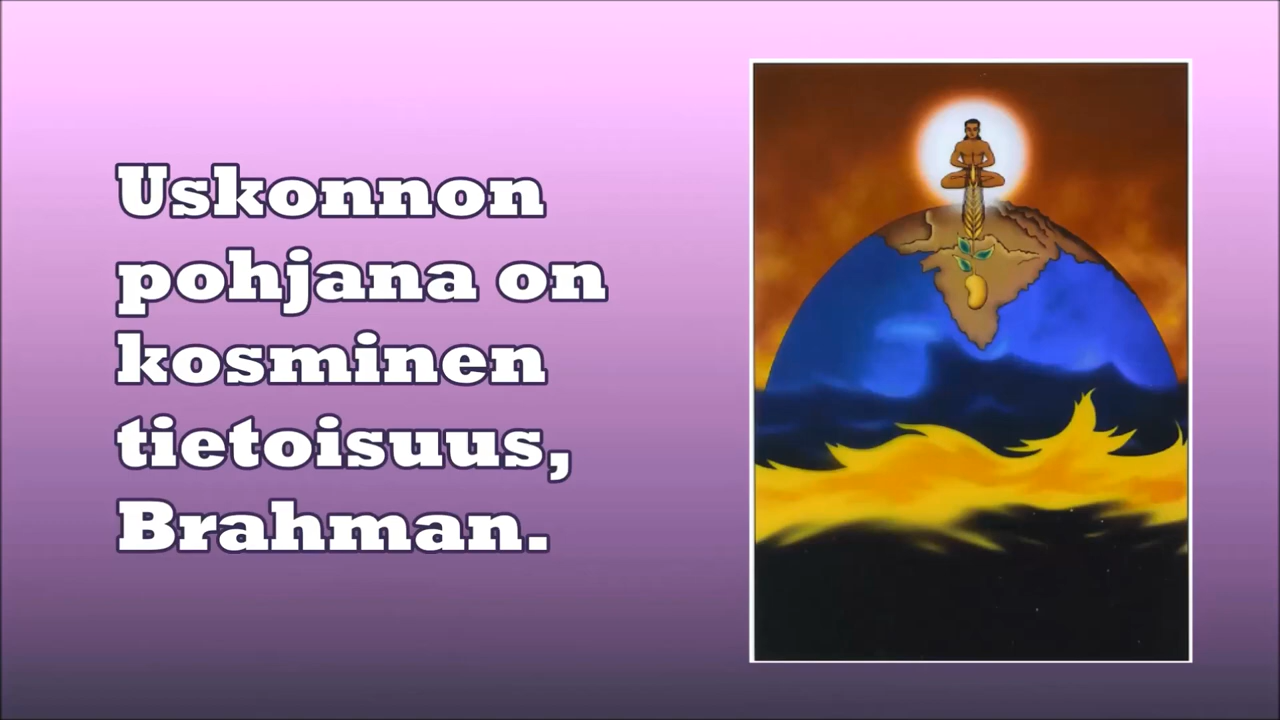 Uskonnon
pohjana on
kosminen
tietoisuus,
Brahman.